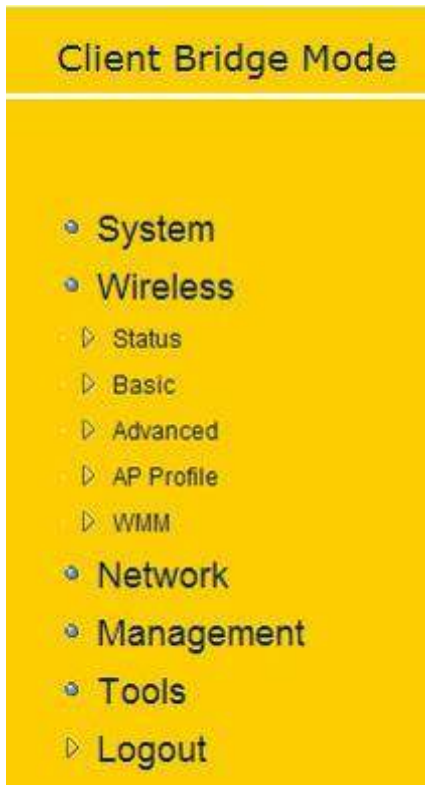 Client Bridge Mode
System
Wireless
Status
Basic
Advanced
AP Profile
WMM
Network
Management
Tools
Logout